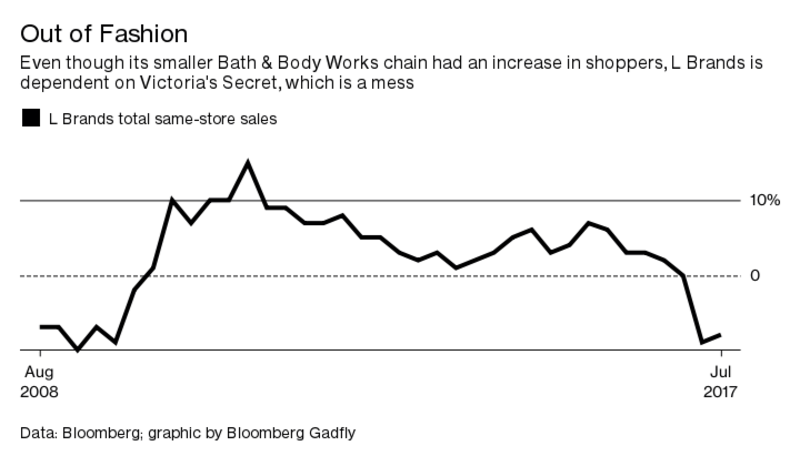 Out of Fashion
Even though its smaller Bath & Body Works chain had an increase in shoppers, L Brands is
dependent on Victoria's Secret, which is a mess
L Brands total same-store sales
10%
0
Aug
2008
Jul
2017
Data: Bloomberg; graphic by Bloomberg Gadfly